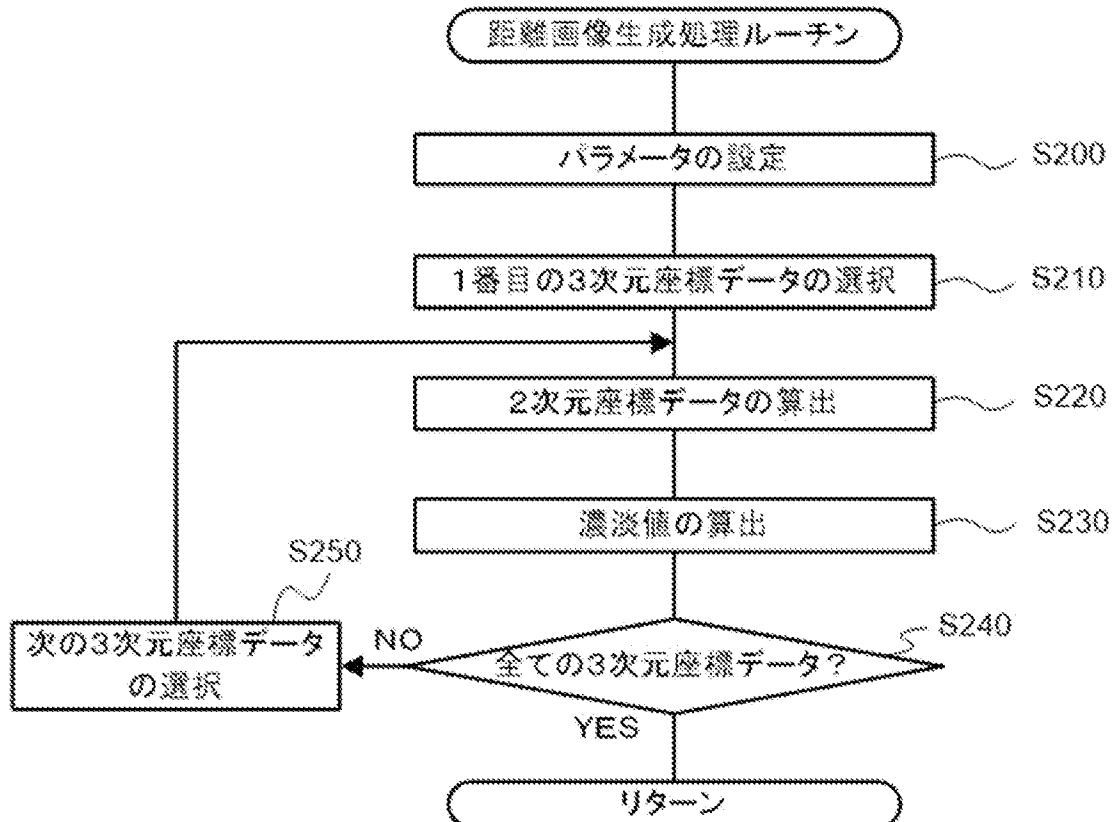 距離画像生成処理ルーチン
パラメータの設定
S200
1番目の3次元座標データの選択
S210
2次元座標データの算出
S220
濃淡値の算出
S230
S250
次の3次元座標データ
の選択
NO
全ての3次元座標データ?
S240
YES
リターン